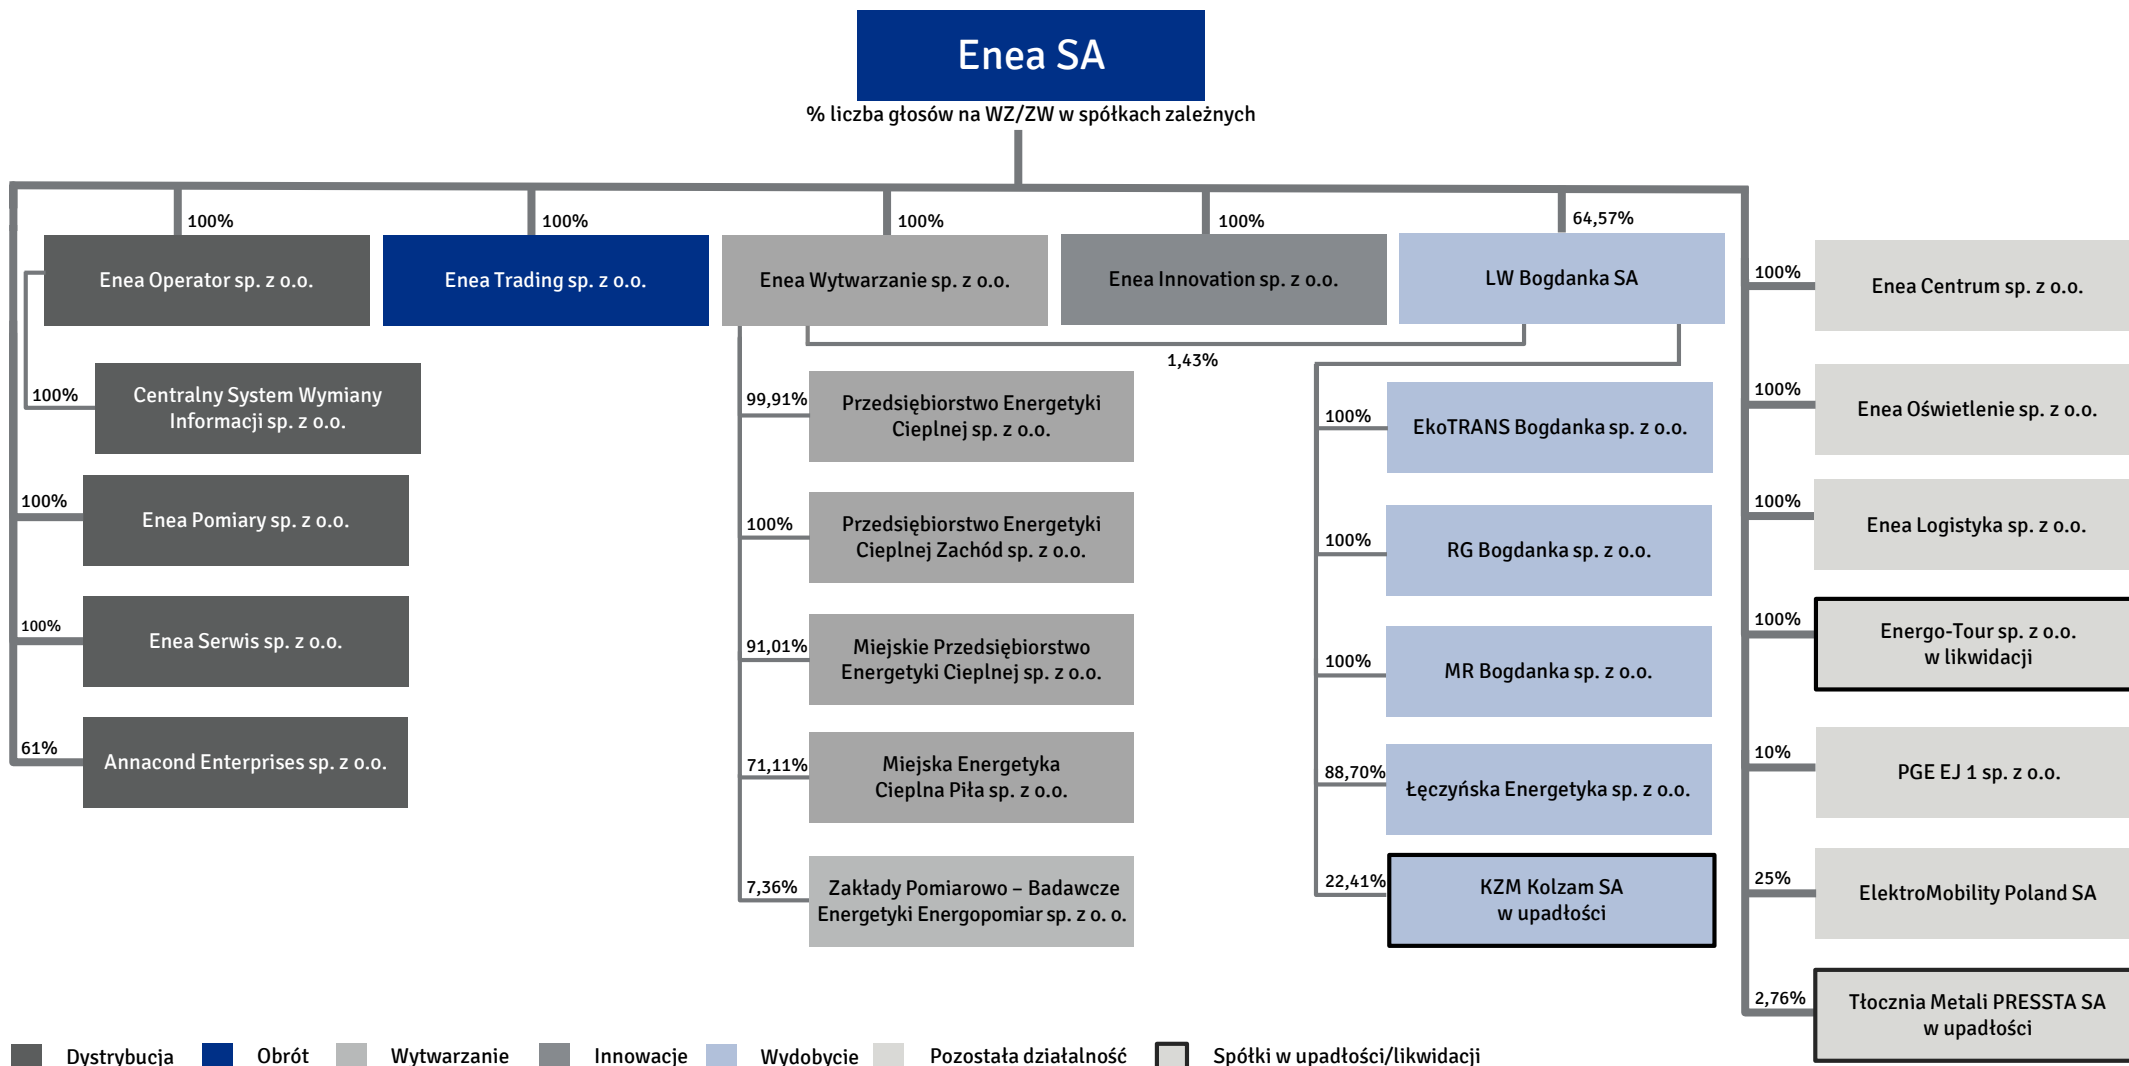 Enea SA
% liczba głosów na WZ/ZW w spółkach zależnych
100%
100%
100%
100%
64,57%
Enea Operator sp. z o.o.
Enea Trading sp. z o.o.
Enea Wytwarzanie sp. z o.o.
Enea Innovation sp. z o.o.
LW Bogdanka SA
1,43%
100%
Centralny System Wymiany
Informacji sp. z o.o.
100%
Enea Pomiary sp. z o.o.
100%
Enea Serwis sp. z o.o.
61%
Annacond Enterprises sp. z o.o.
99,91%
Przedsiębiorstwo Energetyki
Cieplnej sp. z o.o.
100%
Przedsiębiorstwo Energetyki
Cieplnej Zachód sp. z o.o.
91,01%
Miejskie Przedsiębiorstwo
Energetyki Cieplnej sp. z o.o.
71,11%
Miejska Energetyka
Cieplna Piła sp. z o.o.
7,36%
Zakłady Pomiarowo – Badawcze
Energetyki Energopomiar sp. z o. o.
100%
EkoTRANS Bogdanka sp. z o.o.
100%
RG Bogdanka sp. z o.o.
100%
MR Bogdanka sp. z o.o.
88,70%
Łęczyńska Energetyka sp. z o.o.
22,41%
KZM Kolzam SA
w upadłości
100%
Enea Centrum sp. z o.o.
100%
Enea Oświetlenie sp. z o.o.
100%
Enea Logistyka sp. z o.o.
100%
Energo-Tour sp. z o.o.
w likwidacji
10%
PGE EJ 1 sp. z o.o.
25%
ElektroMobility Poland SA
2,76%
Tłocznia Metali PRESSTA SA
w upadłości
Dystrybucja
Obrót
Wytwarzanie
Innowacje
Wydobycie
Pozostała działalność
Spółki w upadłości/likwidacji